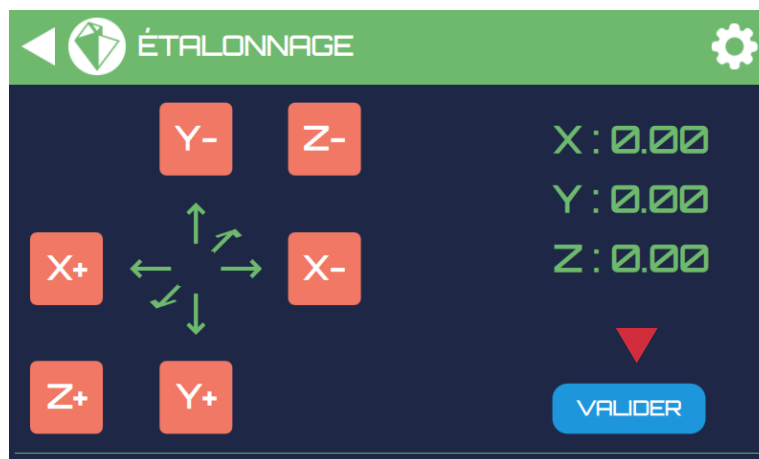 ÉTALONNAGE
Y- Z-
X : 0.00
Y : 0.00
X+ X-
Z : 0.00
Z+ Y+
VALIDER